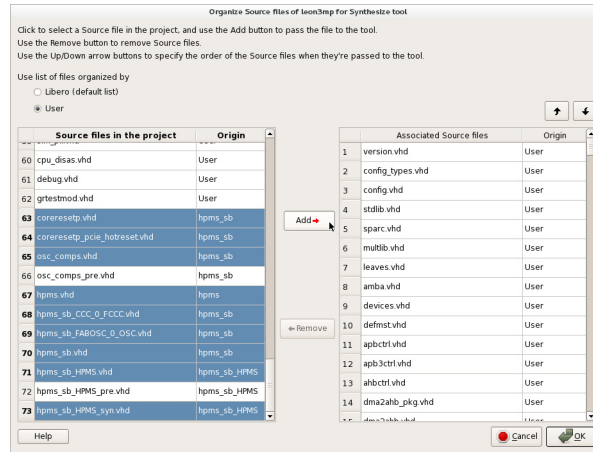 Organize Source files of leon3mp for Synthesize tool
Click to select a Source file in the project, and use the Add button to pass the file to the tool.
Use the Remove button to remove Source files.
Use the Up/Down arrow buttons to specify the order of the Source files when they're passed to the tool.
Use list of files organized by
Libero (default list)
User
Source files in the project Origin
60 cpu_disas.vhd User
61 debug.vhd User
62 grtestmod.vhd User
63 coreresetp.vhd hpms_sb
64 coreresetp_pcie_hotreset.vhd hpms_sb
65 osc_comps.vhd hpms_sb
66 osc_comps_pre.vhd hpms_sb
67 hpms.vhd hpms
68 hpms_sb_CCC_0_FCCC.vhd hpms_sb
69 hpms_sb_FABOSC_0_OSC.vhd hpms_sb
70 hpms_sb.vhd hpms_sb
71 hpms_sb_HPMS.vhd hpms_sb_HPMS
72 hpms_sb_HPMS_pre.vhd hpms_sb_HPMS
73 hpms_sb_HPMS_syn.vhd hpms_sb_HPMS
Add
Remove
Associated Source files Origin
1 version.vhd User
2 config_types.vhd User
3 config.vhd User
4 stdlib.vhd User
5 sparc.vhd User
6 multlib.vhd User
7 leaves.vhd User
8 amba.vhd User
9 devices.vhd User
10 defmst.vhd User
11 apbctrl.vhd User
12 apb3ctrl.vhd User
13 ahbctrl.vhd User
14 dma2ahb_pkg.vhd User
15 dma2ahb.vhd User
Help
Cancel
OK